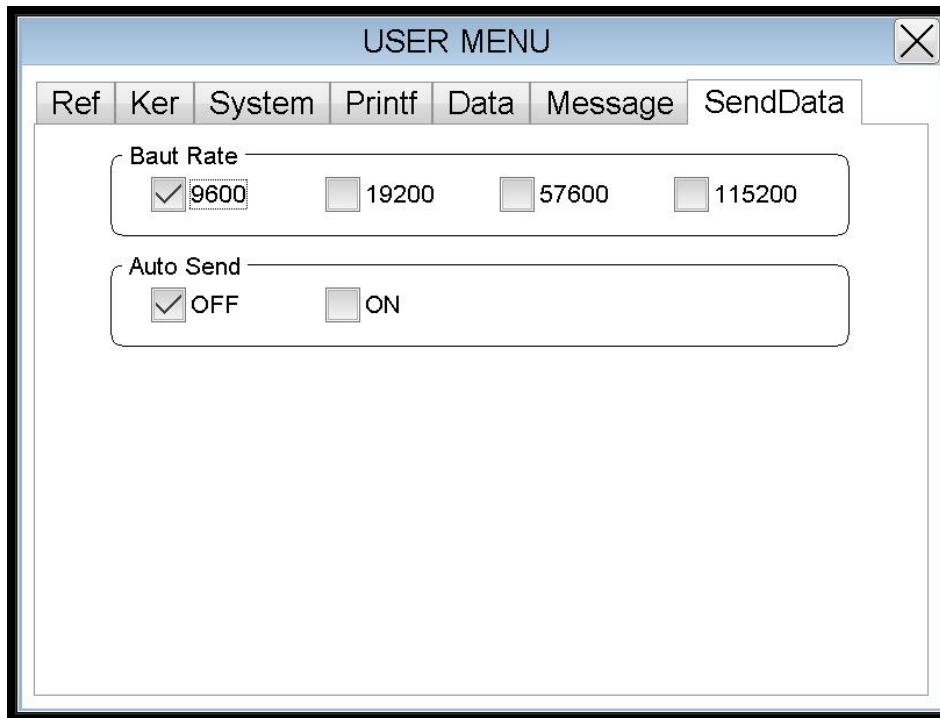 USER MENU
Ref Ker System Printf Data Message SendData
Baut Rate
9600 19200 57600 115200
Auto Send
OFF ON